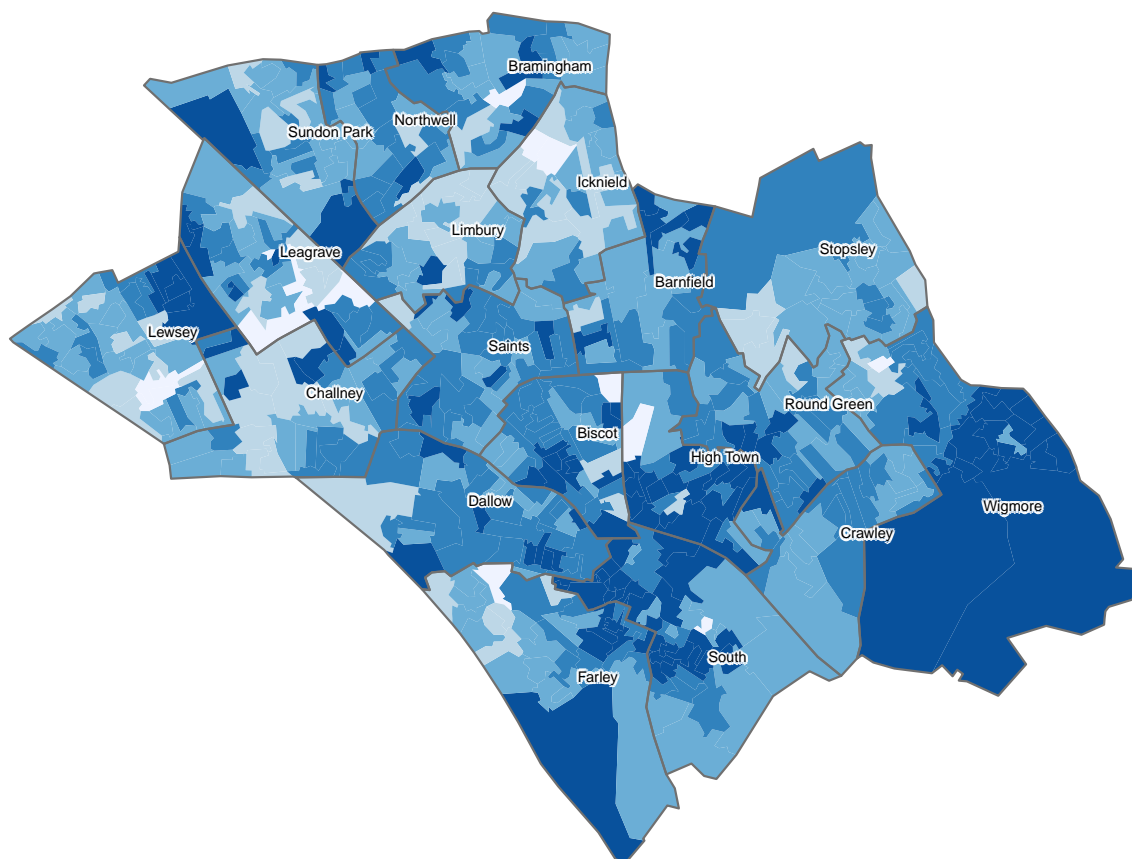 Bramingham
Northwell
Sundon Park
Icknield
Limbury
Stopsley
Leagrave
Barnfield
Lewsey
Saints
Challney
Round Green
Biscot
High Town
Dallow
Wigmore
Crawley
South
Farley